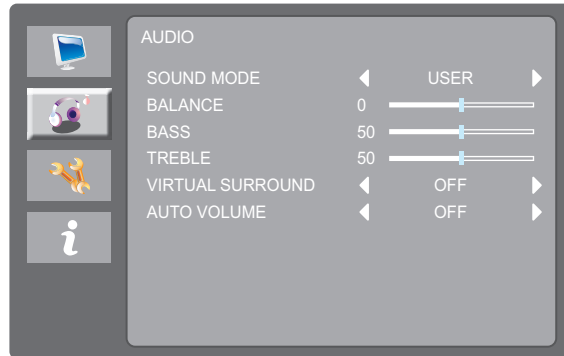 AUDIO
SOUND MODE USER
BALANCE 0
BASS 50
TREBLE 50
VIRTUAL SURROUND OFF
AUTO VOLUME OFF
i